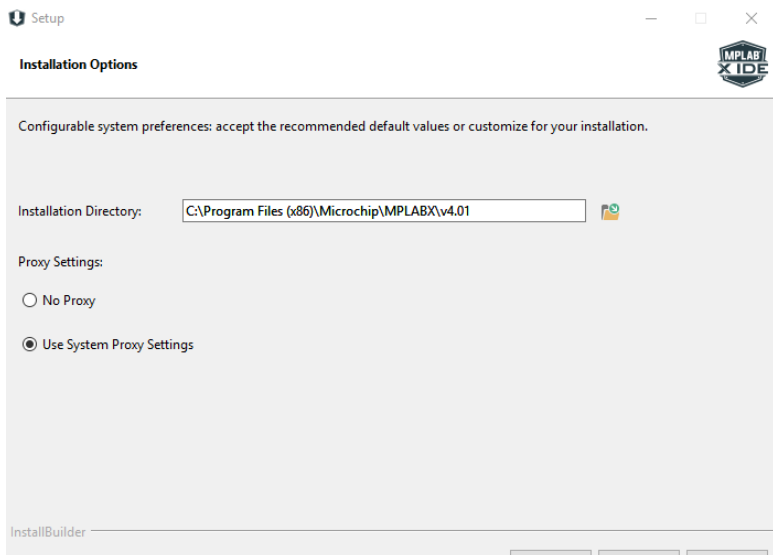 Setup
Installation Options
MPLAB
X IDE
Configurable system preferences: accept the recommended default values or customize for your installation.
Installation Directory: C:\Program Files (x86)\Microchip\MPLABX\v4.01
Proxy Settings:
No Proxy
Use System Proxy Settings
InstallBuilder